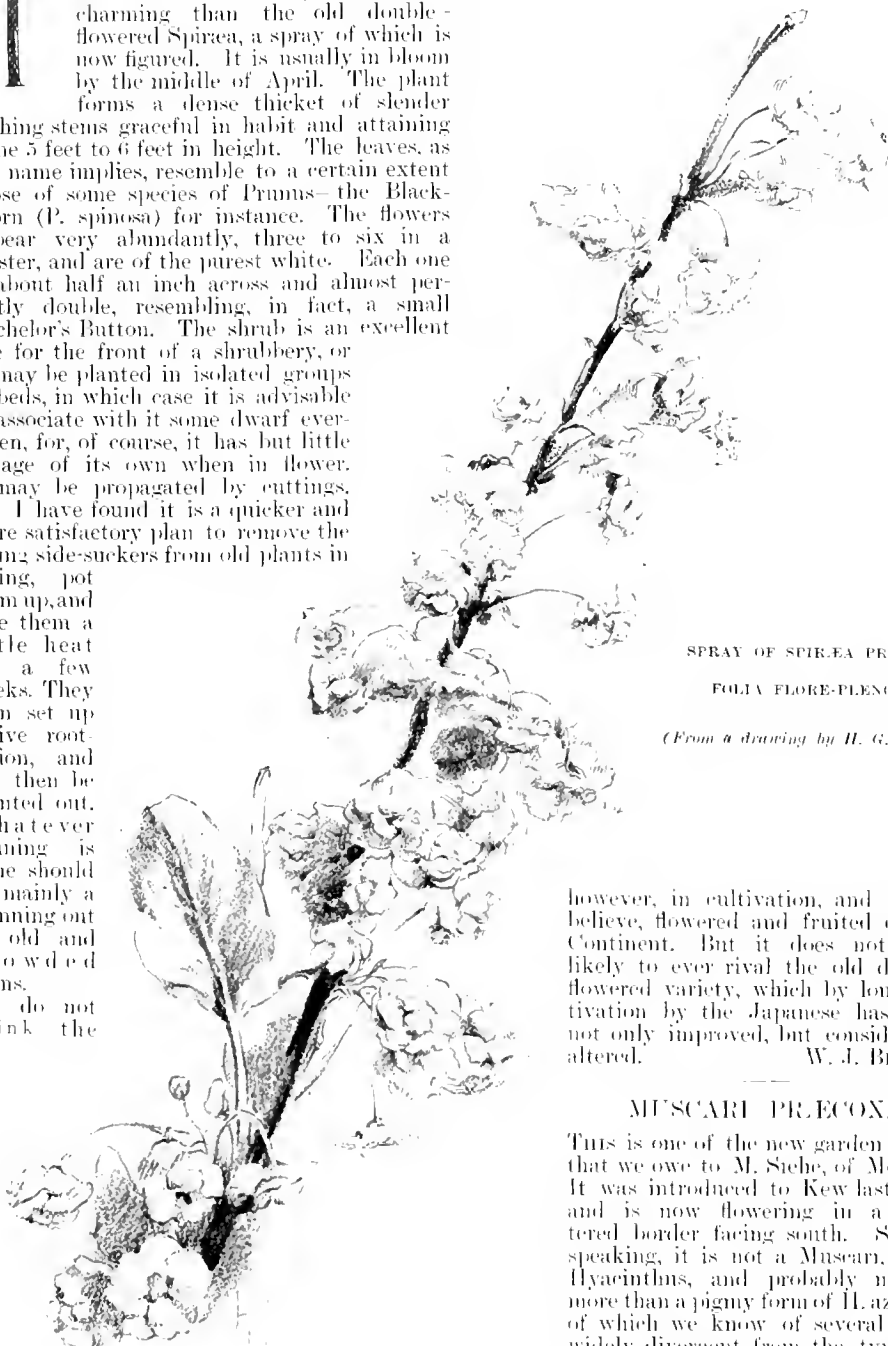 charming than the old double-
flowered Spiræa, a spray of which is
now figured. It is usually in bloom
by the middle of April. The plant
forms a dense thicket of slender
hing stems graceful in habit and attaining
ne 5 feet to 6 feet in height. The leaves, as
name implies, resemble to a certain extent
ose of some species of Prunus—the Black-
orn (P. spinosa) for instance. The flowers
pear very abundantly, three to six in a
ster, and are of the purest white. Each one
about half an inch across and almost per-
tly double, resembling, in fact, a small
chelor's Button. The shrub is an excellent
e for the front of a shrubbery, or
may be planted in isolated groups
beds, in which case it is advisable
associate with it some dwarf ever-
en, for, of course, it has but little
age of its own when in flower.
may be propagated by cuttings,
I have found it is a quicker and
re satisfactory plan to remove the
ung side-suckers from old plants in
ing, pot
m up, and
e them a
tle heat
a few
eks. They
n set up
ive root-
ion, and
then be
nted out.
hatever
ning is
ne should
mainly a
nning out
old and
owded
ms.
do not
ink the
SPRAY OF SPIRÆA PR
FOLIA FLORE-PLENO
(From a drawing by H. G.
however, in cultivation, and
believe, flowered and fruited o
Continent. But it does not
likely to ever rival the old d
flowered variety, which by lon
tivation by the Japanese has
not only improved, but consid
altered. W. J. B
MUSCARI PRÆCOX.
THIS is one of the new garden
that we owe to M. Siehe, of Me
It was introduced to Kew last
and is now flowering in a
tered border facing south. S
speaking, it is not a Muscari,
Hyacinthus, and probably n
more than a pigmy form of H. az
of which we know of several
widely divergent from the ty